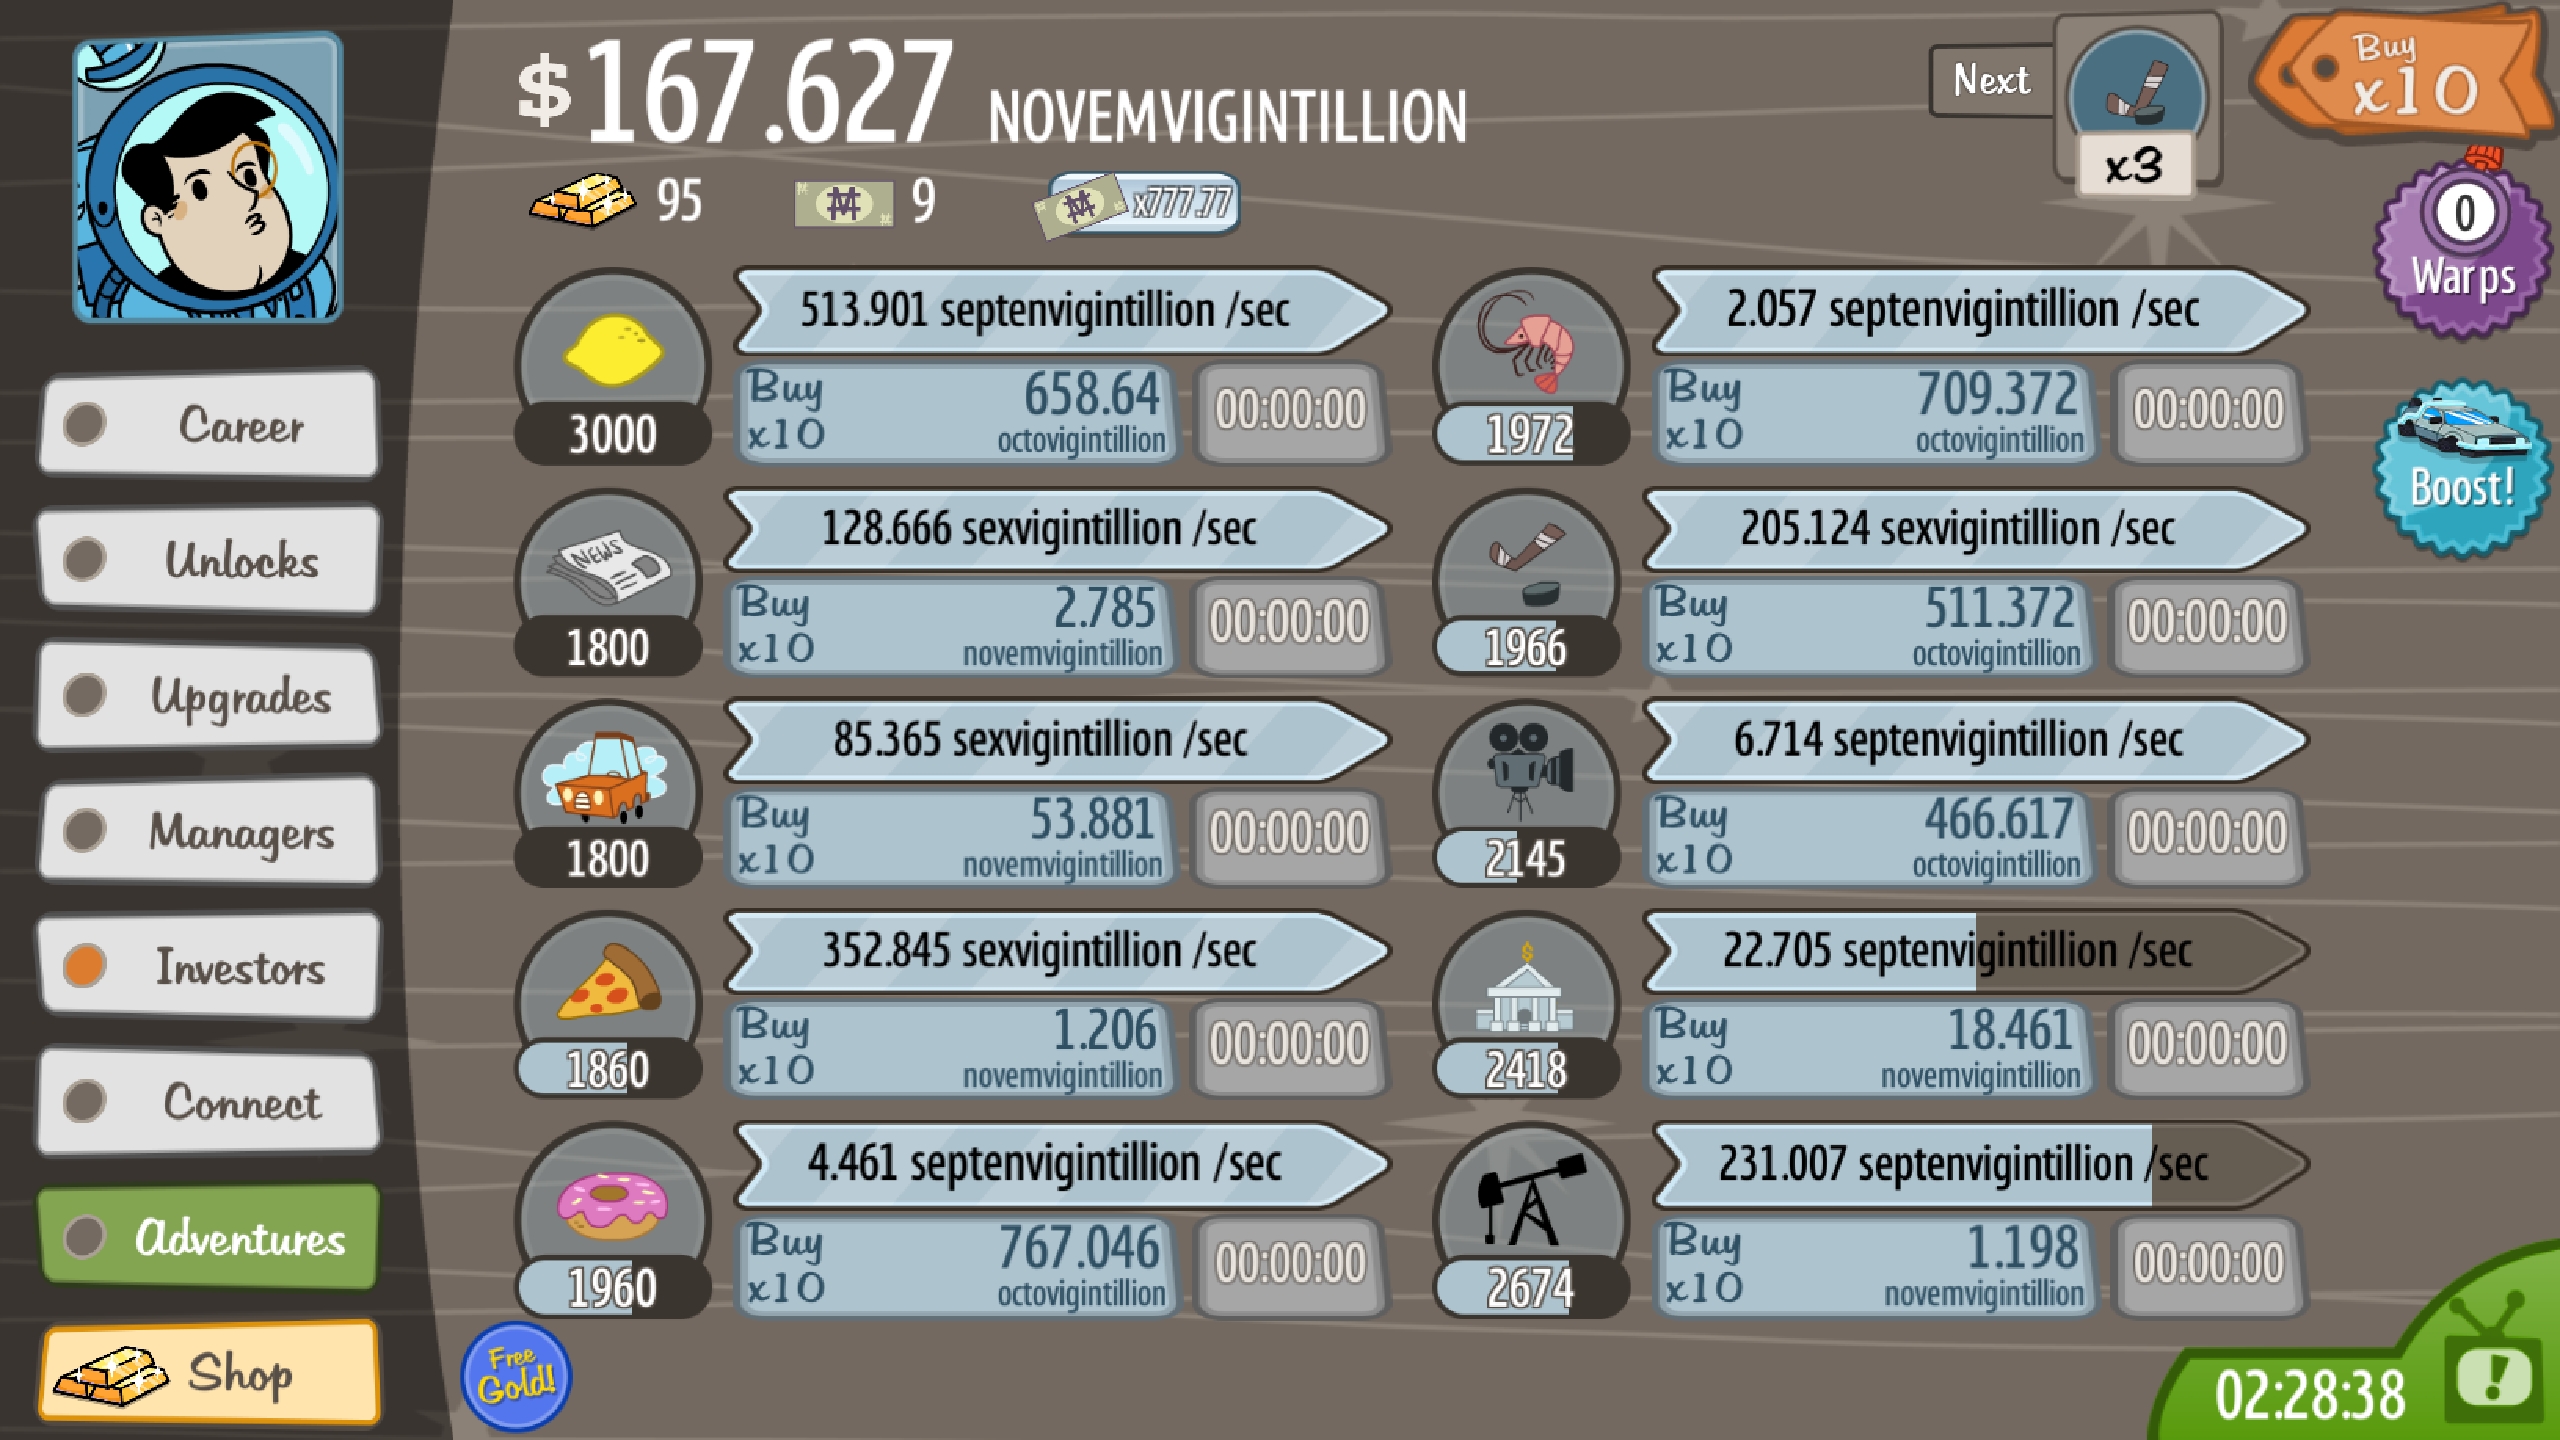 $167.627 NOVEMVIGINTILLION
95 9 x777.77
Next
x3
Buy
x10
0
Warps
Boost!
Career
Unlocks
Upgrades
Managers
Investors
Connect
Adventures
Shop
513.901 septenvigintillion /sec
3000
Buy x10
658.64 octovigintillion
00:00:00
NEWS
128.666 sexvigintillion /sec
1800
Buy x10
2.785 novemvigintillion
00:00:00
85.365 sexvigintillion /sec
1800
Buy x10
53.881 novemvigintillion
00:00:00
352.845 sexvigintillion /sec
1860
Buy x10
1.206 novemvigintillion
00:00:00
4.461 septenvigintillion /sec
1960
Buy x10
767.046 octovigintillion
00:00:00
2.057 septenvigintillion /sec
1972
Buy x10
709.372 octovigintillion
00:00:00
205.124 sexvigintillion /sec
1966
Buy x10
511.372 octovigintillion
00:00:00
6.714 septenvigintillion /sec
2145
Buy x10
466.617 octovigintillion
00:00:00
$
22.705 septenvigintillion /sec
2418
Buy x10
18.461 novemvigintillion
00:00:00
231.007 septenvigintillion /sec
2674
Buy x10
1.198 novemvigintillion
00:00:00
Free
Gold!
02:28:38
!